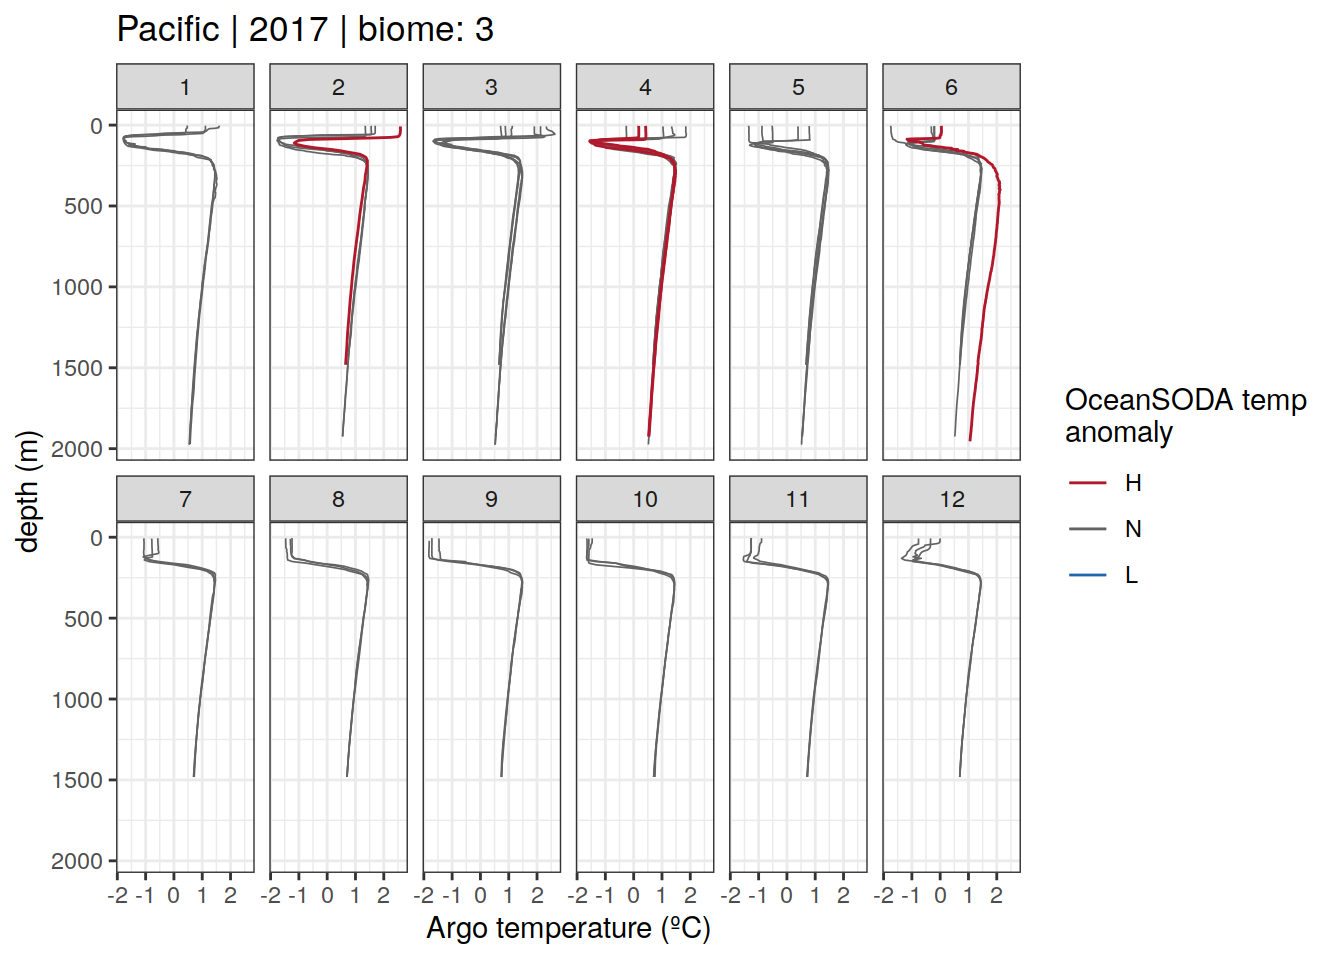 Pacific | 2017 | biome: 3
1 2 3 4 5 6
0
500
1000
1500
2000
7 8 9 10 11 12
0
500
1000
1500
2000
-2 -1 0 1 2 -2 -1 0 1 2 -2 -1 0 1 2 -2 -1 0 1 2 -2 -1 0 1 2 -2 -1 0 1 2
Argo temperature (ºC)
depth (m)
OceanSODA temp
anomaly
H
N
L